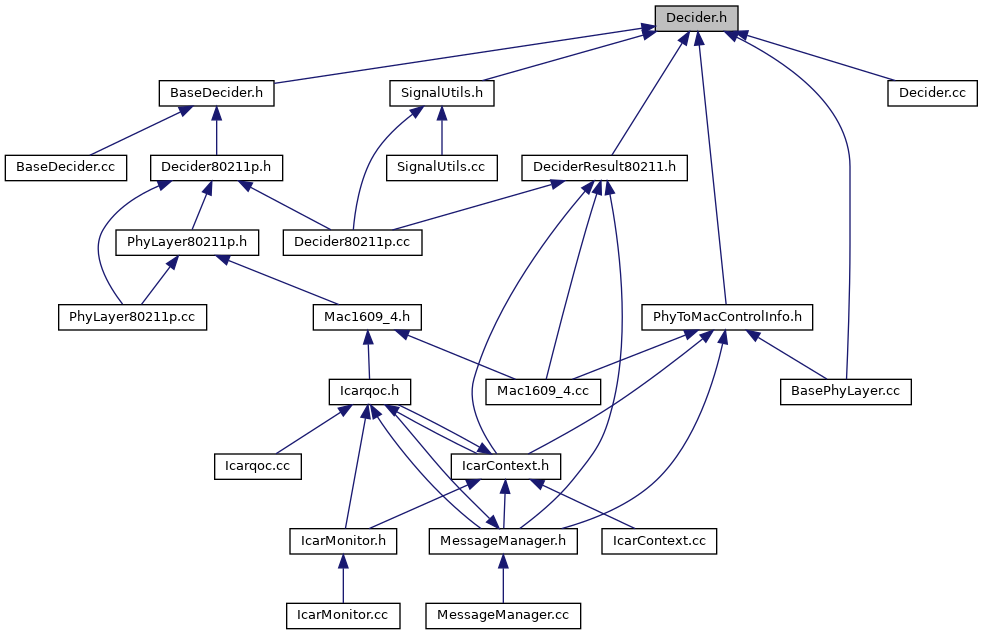 Decider.h
BaseDecider.h
SignalUtils.h
Decider.cc
BaseDecider.cc
Decider80211p.h
SignalUtils.cc
DeciderResult80211.h
PhyLayer80211p.h
Decider80211p.cc
PhyLayer80211p.cc
Mac1609_4.h
PhyToMacControlInfo.h
Icarqoc.h
Mac1609_4.cc
BasePhyLayer.cc
Icarqoc.cc
IcarContext.h
IcarMonitor.h
MessageManager.h
IcarContext.cc
IcarMonitor.cc
MessageManager.cc